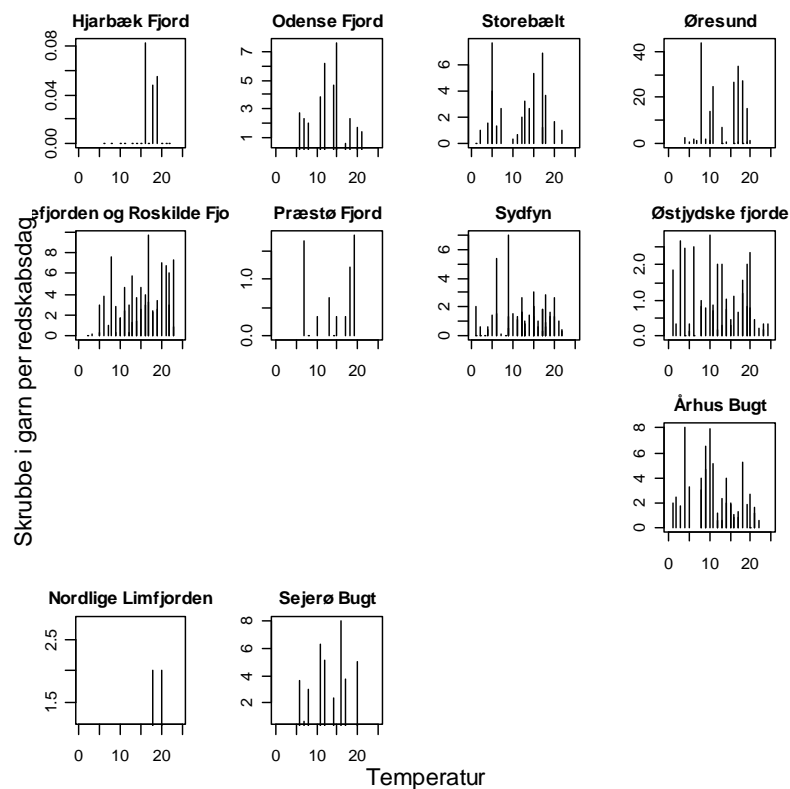 Hjarbæk Fjord
Odense Fjord
Storebælt
Øresund
0.00 0.04 0.08
1 3 5 7
0 2 4 6
0 20 40
0 10 20
0 10 20
0 10 20
0 10 20
efjorden og Roskilde Fjo
Præstø Fjord
Sydfyn
Østjydske fjorde
0 2 4 6 8 10
0.0 1.0
0 1 2 3 4 5 6 7
0.0 1.0 2.0
0 10 20
0 10 20
0 10 20
0 10 20
Århus Bugt
0 2 4 6 8
0 10 20
Skrubbe i garn per redskabsdag
Nordlige Limfjorden
Sejerø Bugt
1.5 2.5
2 4 6 8
0 10 20
0 10 20
Temperatur